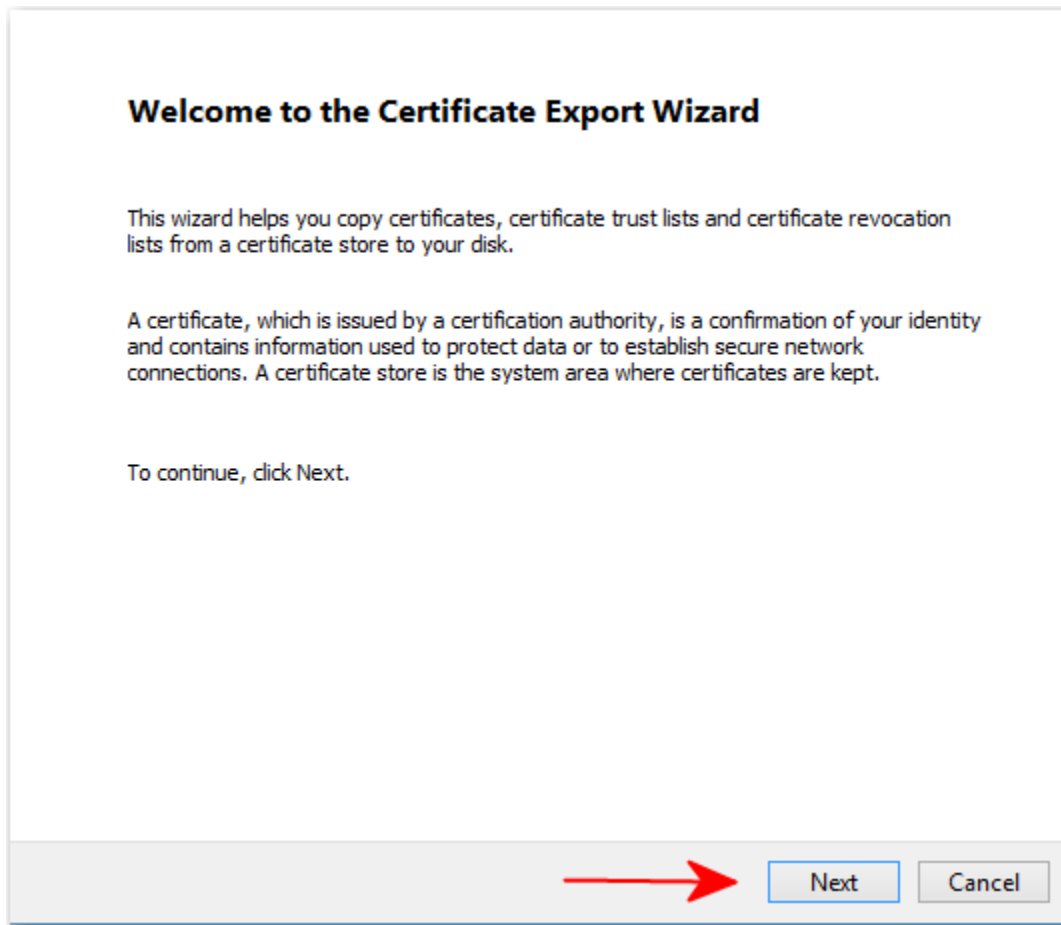 Welcome to the Certificate Export Wizard
This wizard helps you copy certificates, certificate trust lists and certificate revocation
lists from a certificate store to your disk.
A certificate, which is issued by a certification authority, is a confirmation of your identity
and contains information used to protect data or to establish secure network
connections. A certificate store is the system area where certificates are kept.
To continue, click Next.
Next Cancel